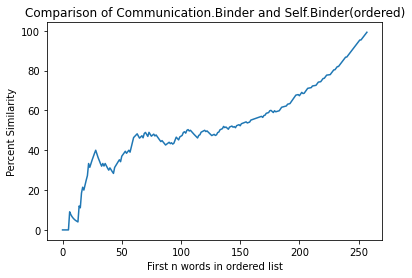 Comparison of Communication.Binder and Self.Binder(ordered)
100
80
60
40
20
0
Percent Similarity
0 50 100 150 200 250
First n words in ordered list